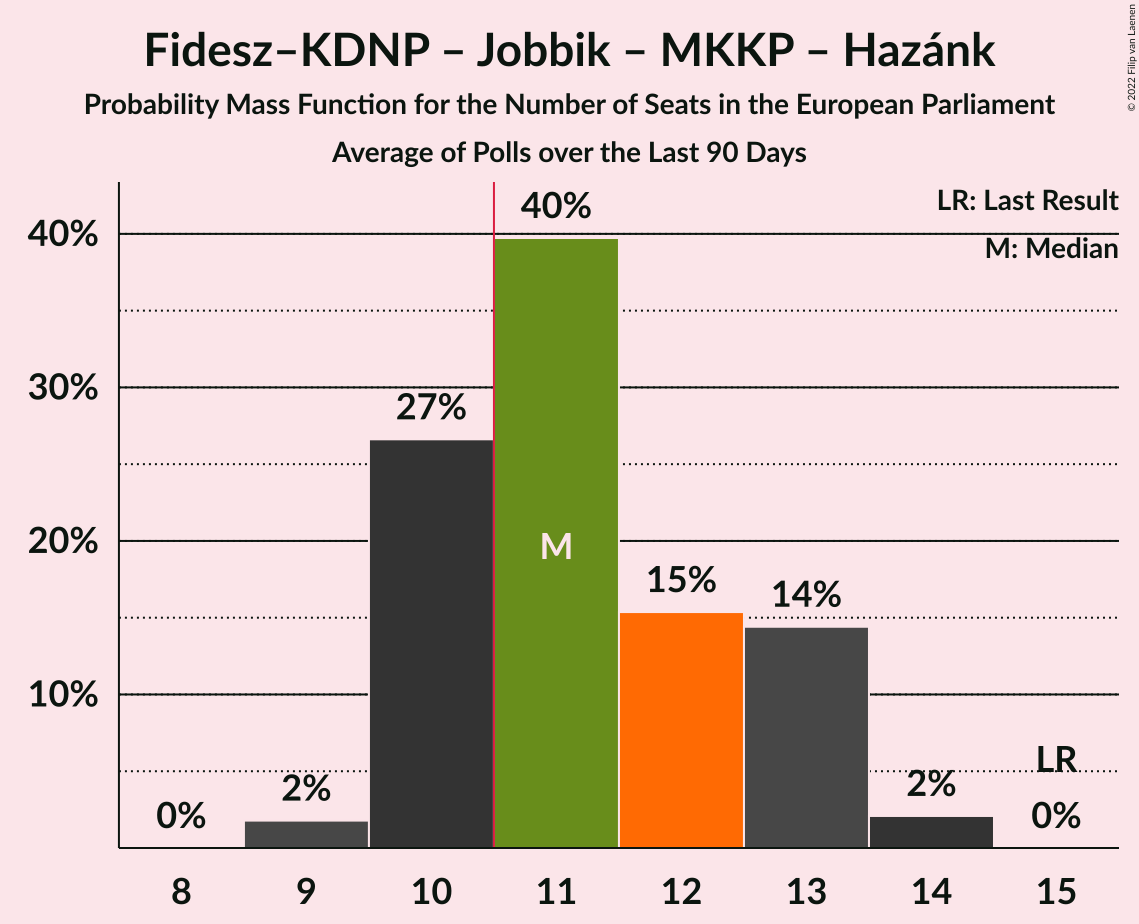 Fidesz–KDNP – Jobbik – MKKP – Hazánk
Probability Mass Function for the Number of Seats in the European Parliament
Average of Polls over the Last 90 Days
© 2022 Filip van Laenen
LR: Last Result
M: Median
40%
30%
20%
10%
0%
2%
27%
40%
M
15%
14%
2%
LR
0%
8 9 10 11 12 13 14 15